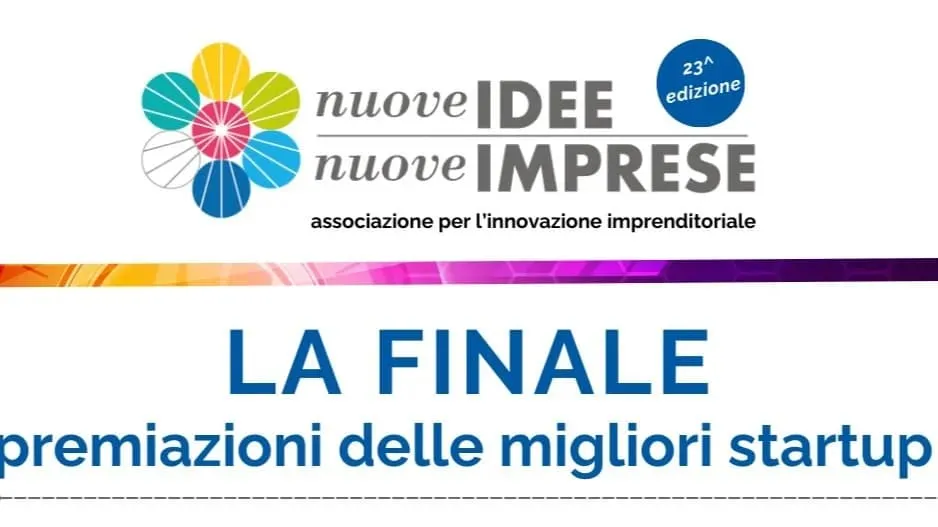 nuove IDEE
23^
edizione
nuove IMPRESE
associazione per l'innovazione imprenditoriale
LA FINALE
premiazioni delle migliori startup